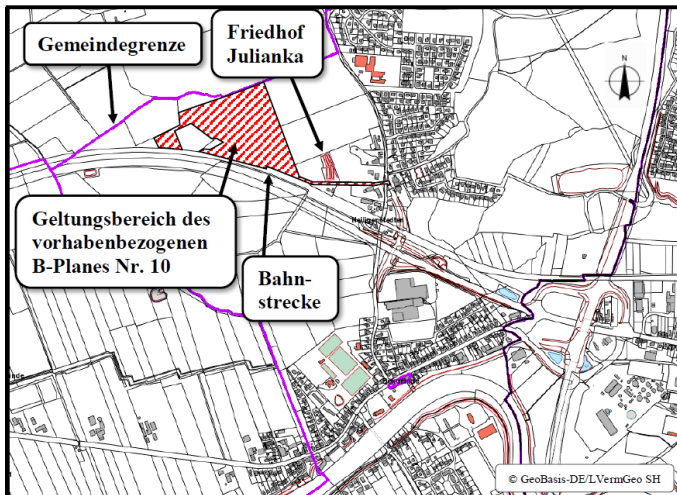 Gemeindegrenze
Friedhof
Julianka
N
Geltungsbereich des
vorhabenbezogenen
B-Planes Nr. 10
Bahn-
strecke
© GeoBasis-DE/LVermGeo SH